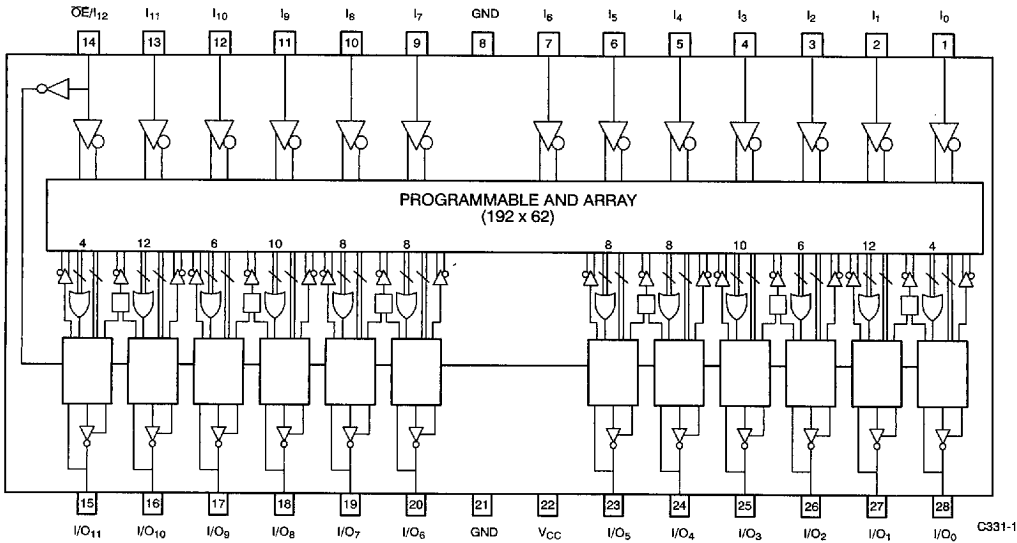 OE/I12 I11 I10 I9 I8 I7 GND I6 I5 I4 I3 I2 I1 I0
14 13 12 11 10 9 8 7 6 5 4 3 2 1
PROGRAMMABLE AND ARRAY
(192 x 62)
4 12 6 10 8 8 8 8 10 6 12 4
15 16 17 18 19 20 21 22 23 24 25 26 27 28
I/O11 I/O10 I/O9 I/O8 I/O7 I/O6 GND VCC I/O5 I/O4 I/O3 I/O2 I/O1 I/O0
C331-1